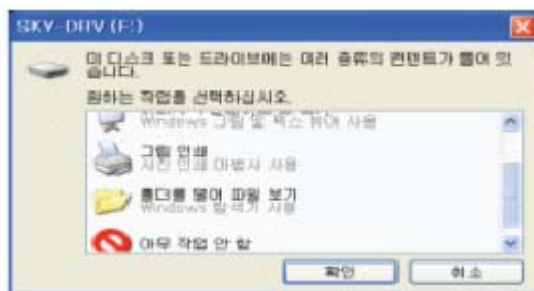 SKY-DRV (F:)
이 디스크 또는 드라이브에는 여러 종류의 컨텐트가 들어 있
습니다.
원하는 작업을 선택하십시오.
Windows 그림 및 팩스 뷰어 사용
그림 인쇄
사진 인쇄 마법사 사용
폴더를 열어 파일 보기
Windows 탐색기 사용
아무 작업 안 함
확인
취소